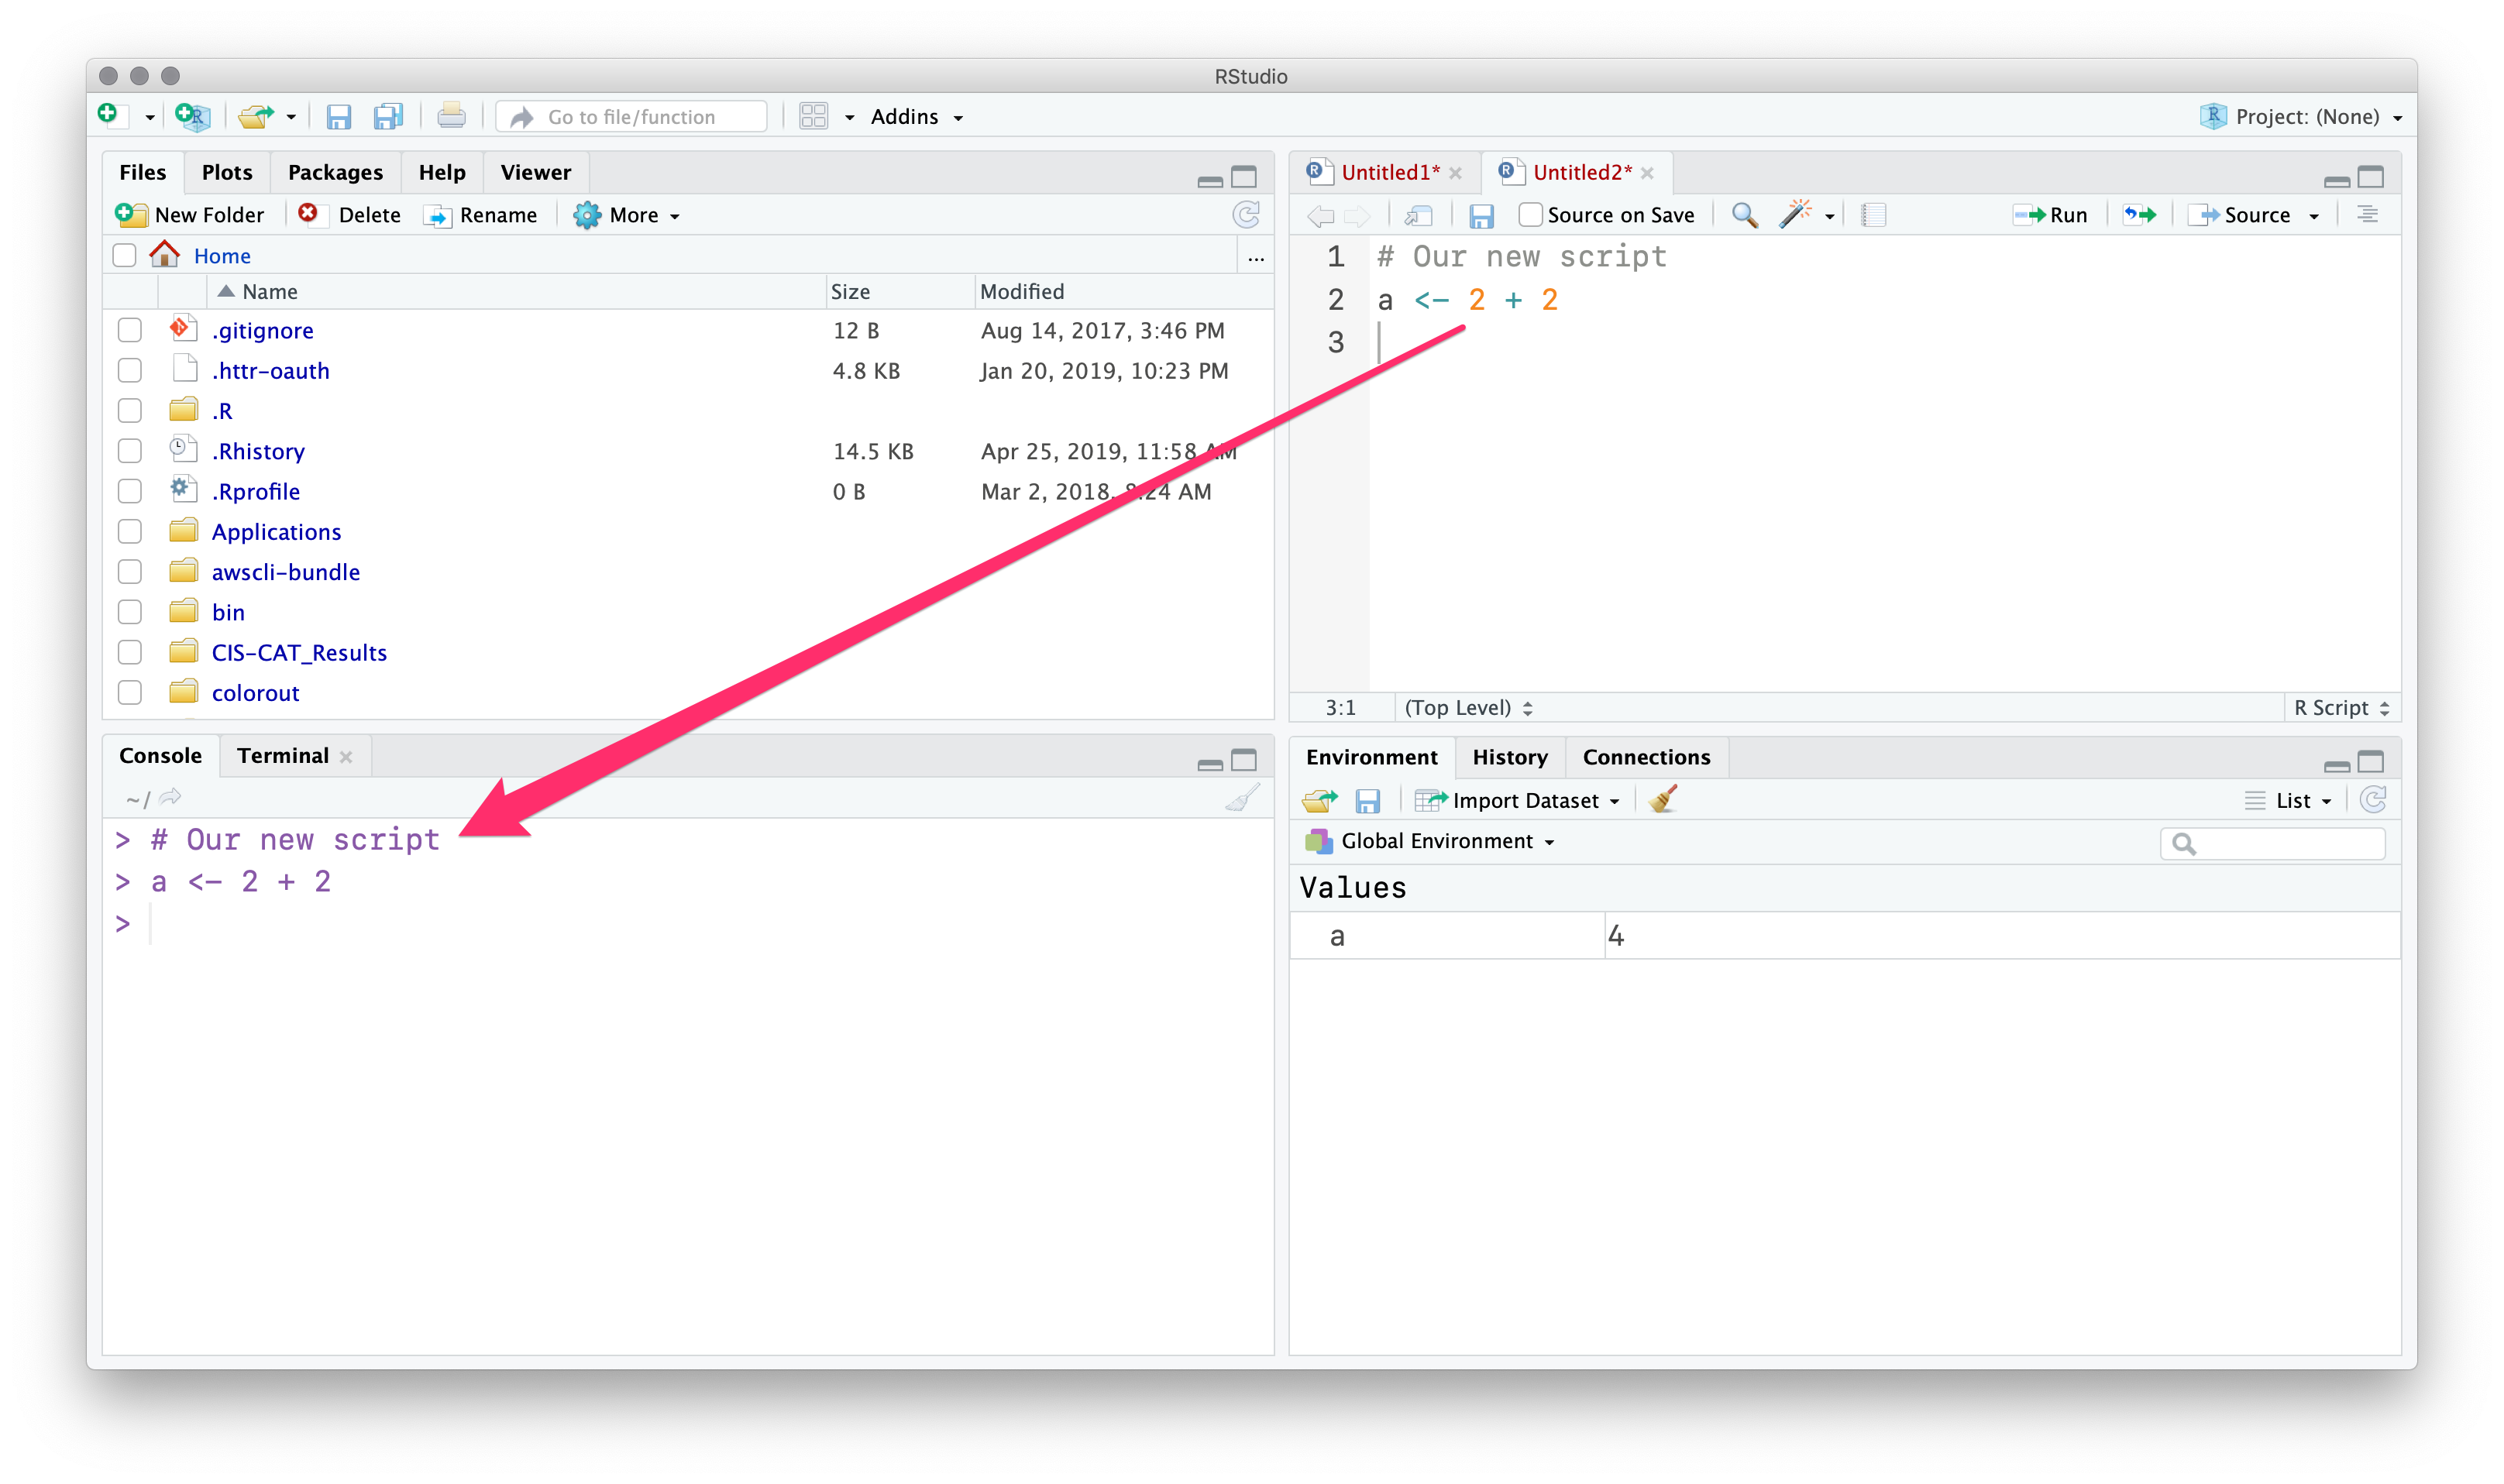 RStudio
Go to file/function Addins Project: (None)
Files Plots Packages Help Viewer
New Folder Delete Rename More
Home ...
Name Size Modified
.gitignore 12 B Aug 14, 2017, 3:46 PM
.httr-oauth 4.8 KB Jan 20, 2019, 10:23 PM
.R
.Rhistory 14.5 KB Apr 25, 2019, 11:58 AM
.Rprofile 0 B Mar 2, 2018, 8:24 AM
Applications
awscli-bundle
bin
CIS-CAT_Results
colorout
Untitled1* Untitled2*
Source on Save Run Source
1 # Our new script
2 a <- 2 + 2
3
3:1 (Top Level) R Script
Console Terminal
~/
> # Our new script
> a <- 2 + 2
>
Environment History Connections
Import Dataset List
Global Environment
Values
a 4